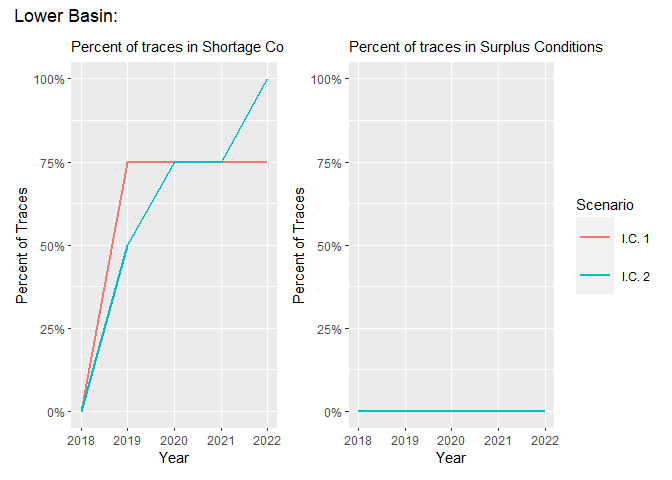 Lower Basin:
Percent of traces in Shortage Co
Percent of Traces
100%
75%
50%
25%
0%
2018 2019 2020 2021 2022
Year
Percent of traces in Surplus Conditions
Percent of Traces
100%
75%
50%
25%
0%
2018 2019 2020 2021 2022
Year
Scenario
I.C. 1
I.C. 2